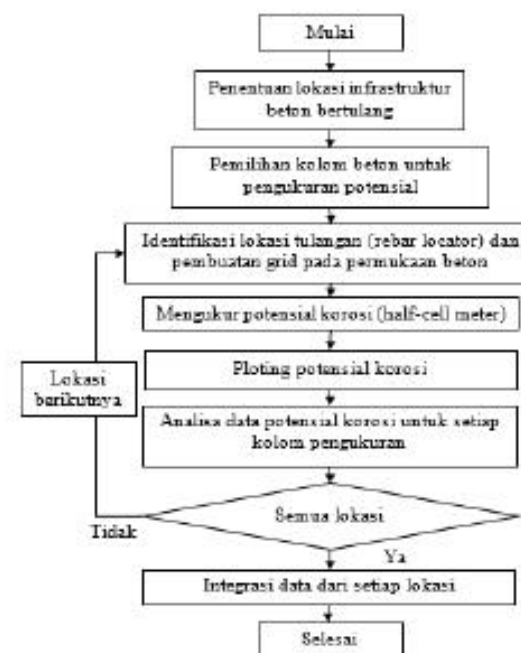 Mulai
Penentuan lokasi infrastruktur
beton bertulang
Pemilihan kolom beton untuk
pengukuran potensial
Identifikasi lokasi tulangan (rebar locator) dan
pembuatan grid pada permukaan beton
Mengukur potensial korosi (half-cell meter)
Ploting potensial korosi
Lokasi
berikutnya
Analisa data potensial korosi untuk setiap
kolom pengukuran
Semua lokasi
Tidak
Ya
Integrasi data dari setiap lokasi
Selesai